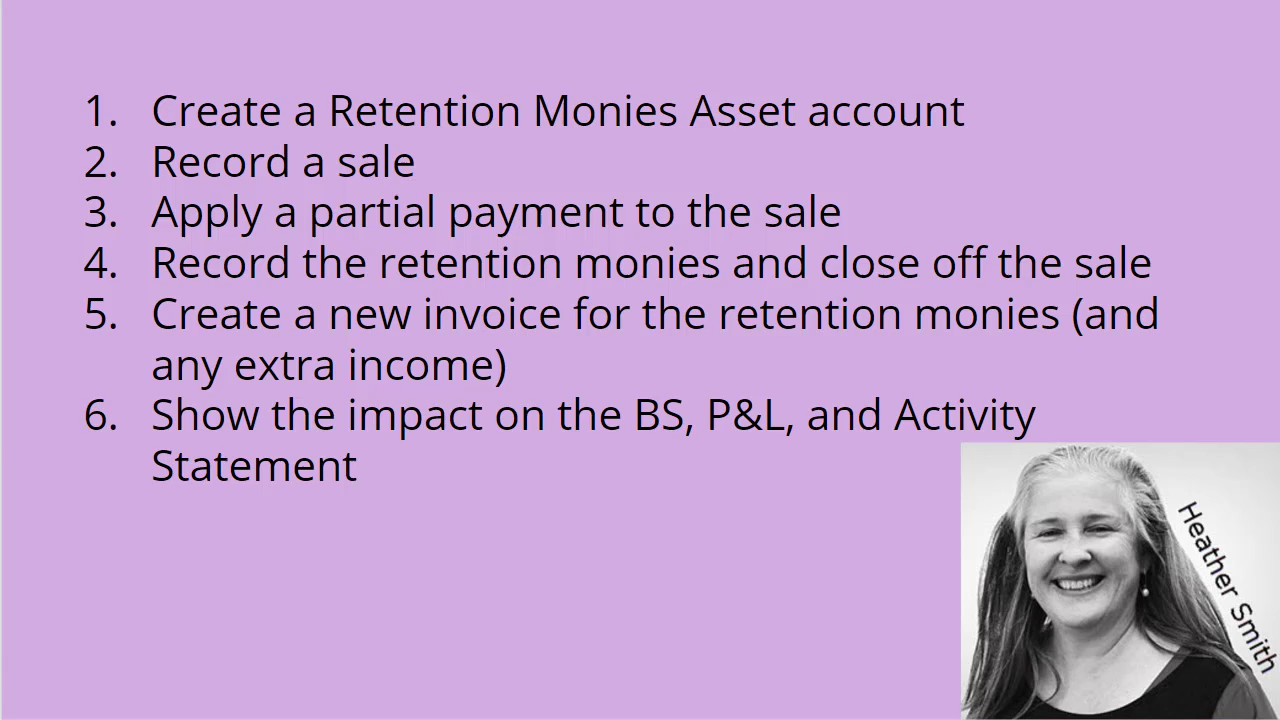 1. Create a Retention Monies Asset account
2. Record a sale
3. Apply a partial payment to the sale
4. Record the retention monies and close off the sale
5. Create a new invoice for the retention monies (and
any extra income)
6. Show the impact on the BS, P&L, and Activity
Statement
Heather Smith